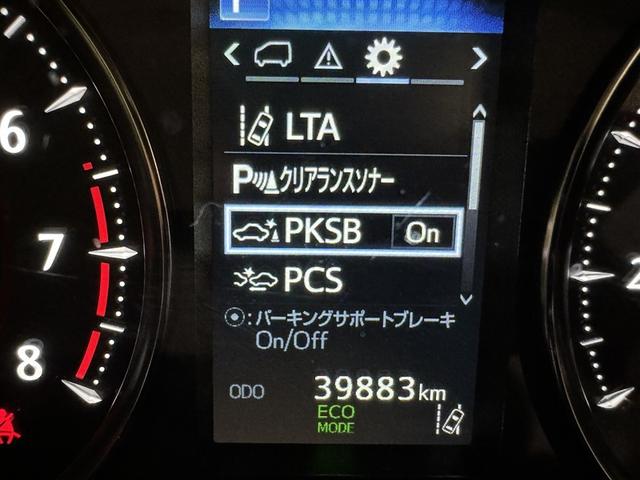 6
7
8
LTA
P クリアランスソナー
PKSB On
PCS
⦿:パーキングサポートブレーキ
On/Off
ODO 39883km
ECO
MODE
2